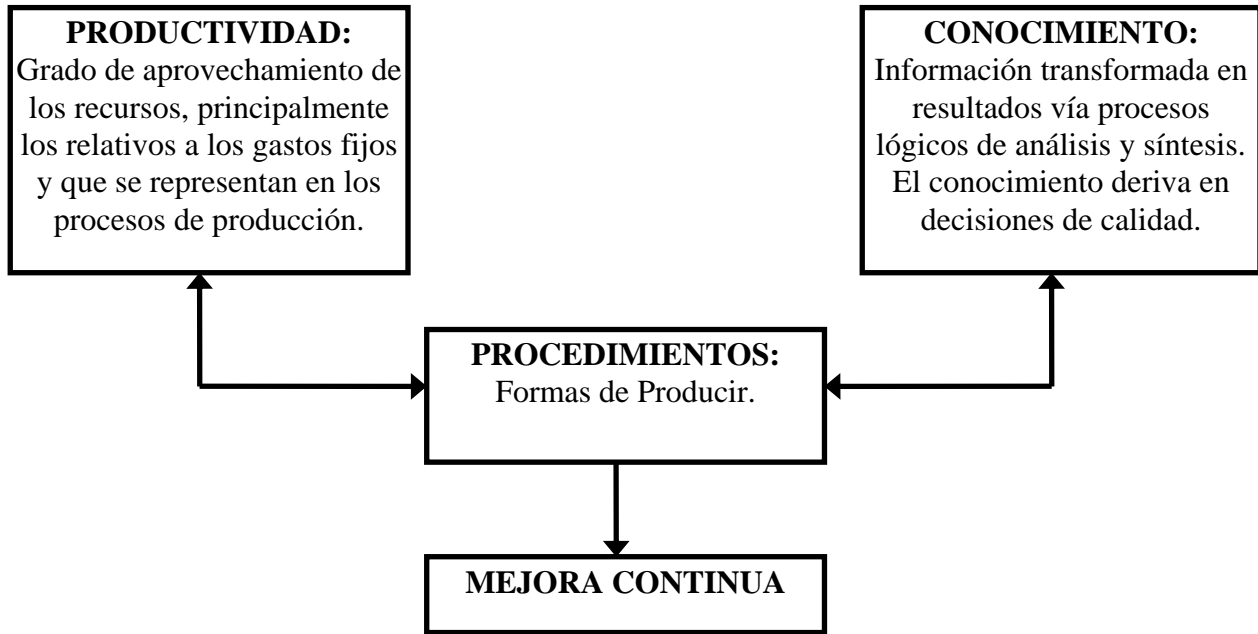 PRODUCTIVIDAD:
Grado de aprovechamiento de
los recursos, principalmente
los relativos a los gastos fijos
y que se representan en los
procesos de producción.
CONOCIMIENTO:
Información transformada en
resultados vía procesos
lógicos de análisis y síntesis.
El conocimiento deriva en
decisiones de calidad.
PROCEDIMIENTOS:
Formas de Producir.
MEJORA CONTINUA